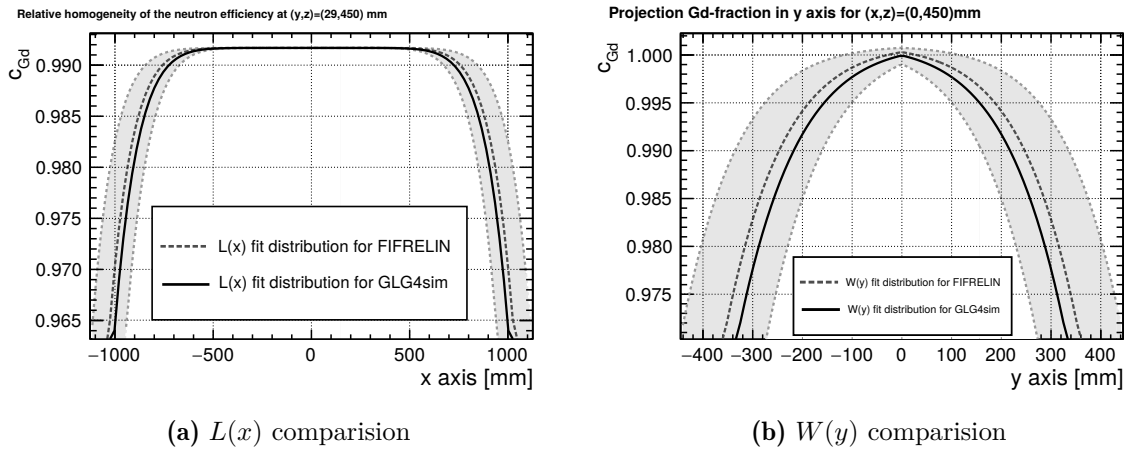 Relative homogeneity of the neutron efficiency at (y,z)=(29,450) mm
c_Gd
0.990
0.985
0.980
0.975
0.970
0.965
L(x) fit distribution for FIFRELIN
L(x) fit distribution for GLG4sim
−1000 −500 0 500 1000
x axis [mm]
(a) L(x) comparision
Projection Gd-fraction in y axis for (x,z)=(0,450)mm
c_Gd
1.000
0.995
0.990
0.985
0.980
0.975
W(y) fit distribution for FIFRELIN
W(y) fit distribution for GLG4sim
−400 −300 −200 −100 0 100 200 300 400
y axis [mm]
(b) W(y) comparision